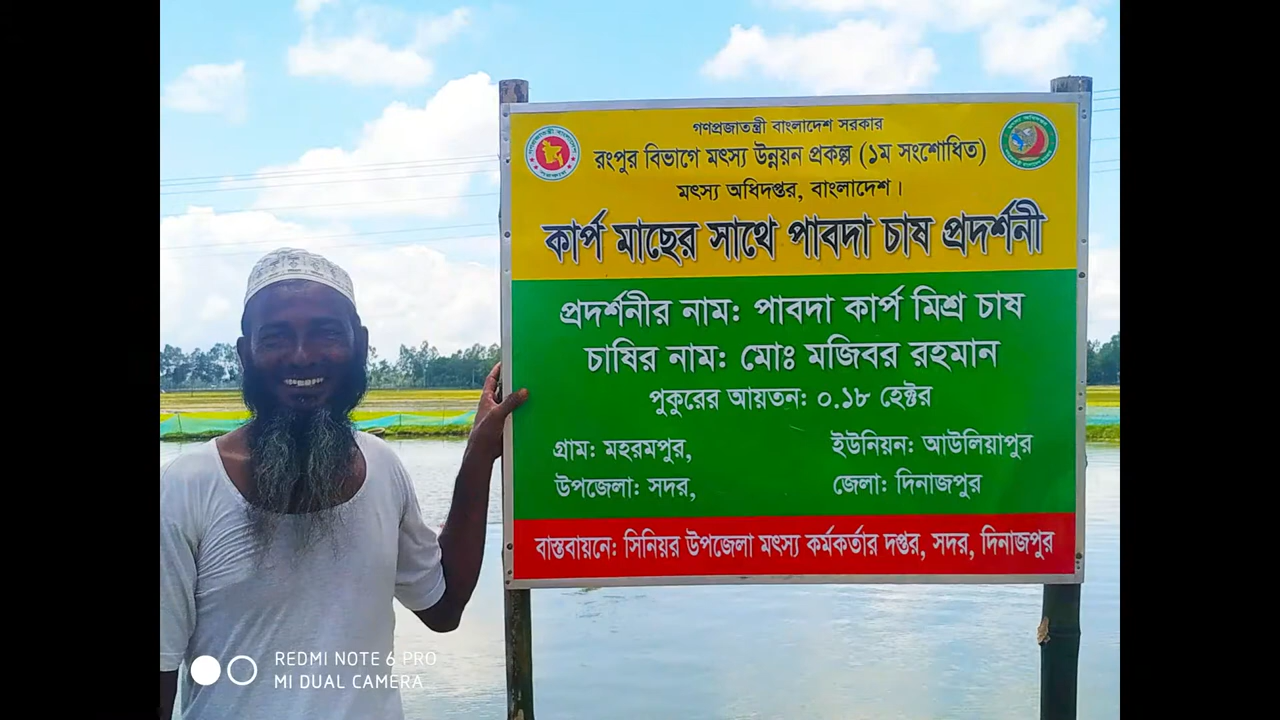 গণপ্রজাতন্ত্রী বাংলাদেশ সরকার
রংপুর বিভাগে মৎস্য উন্নয়ন প্রকল্প (১ম সংশোধিত)
মৎস্য অধিদপ্তর, বাংলাদেশ।
কার্প মাছের সাথে পাবদা চাষ প্রদর্শনী
প্রদর্শনীর নাম: পাবদা কার্প মিশ্র চাষ
চাষির নাম: মোঃ মজিবর রহমান
পুকুরের আয়তন: ০.১৮ হেক্টর
গ্রাম: মহরমপুর, ইউনিয়ন: আউলিয়াপুর
উপজেলা: সদর, জেলা: দিনাজপুর
বাস্তবায়নে: সিনিয়র উপজেলা মৎস্য কর্মকর্তার দপ্তর, সদর, দিনাজপুর
REDMI NOTE 6 PRO
MI DUAL CAMERA